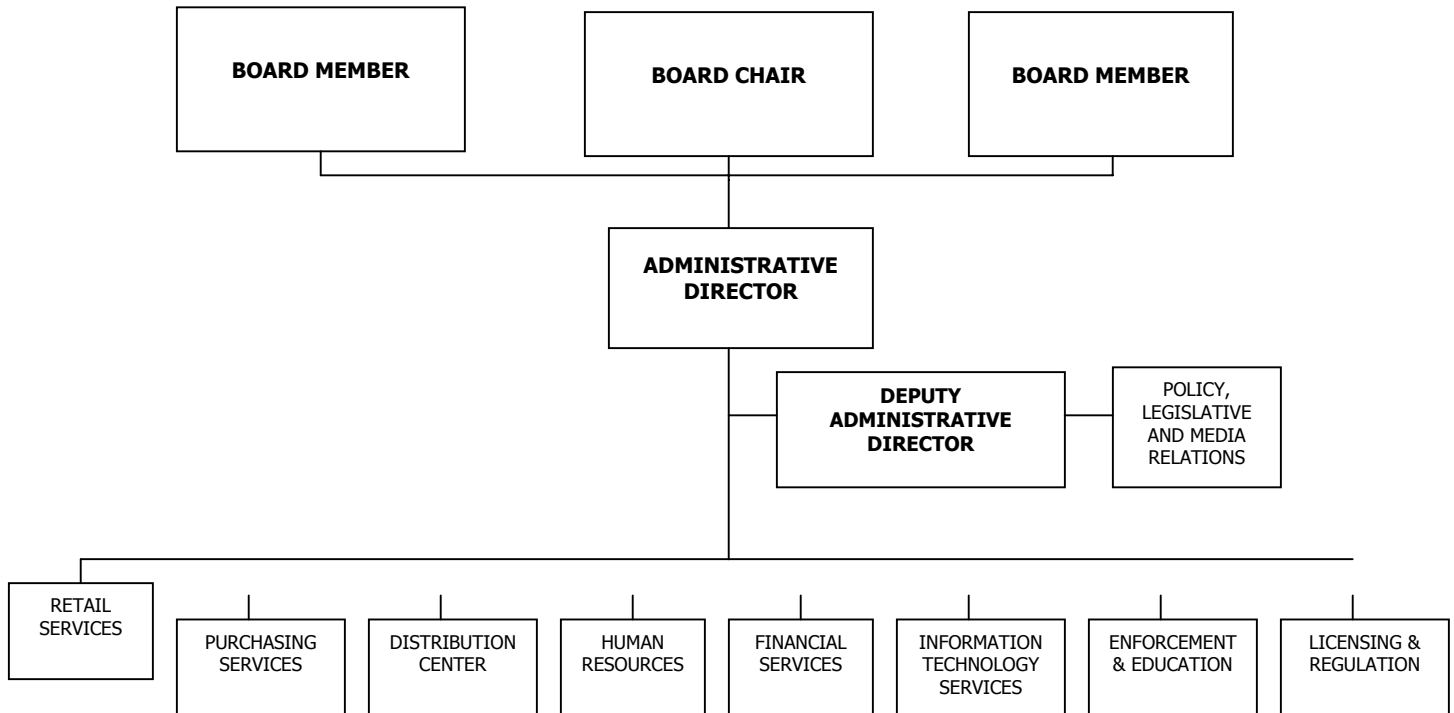 BOARD MEMBER
BOARD CHAIR
BOARD MEMBER
ADMINISTRATIVE
DIRECTOR
DEPUTY
ADMINISTRATIVE
DIRECTOR
POLICY,
LEGISLATIVE
AND MEDIA
RELATIONS
RETAIL
SERVICES
PURCHASING
SERVICES
DISTRIBUTION
CENTER
HUMAN
RESOURCES
FINANCIAL
SERVICES
INFORMATION
TECHNOLOGY
SERVICES
ENFORCEMENT
& EDUCATION
LICENSING &
REGULATION